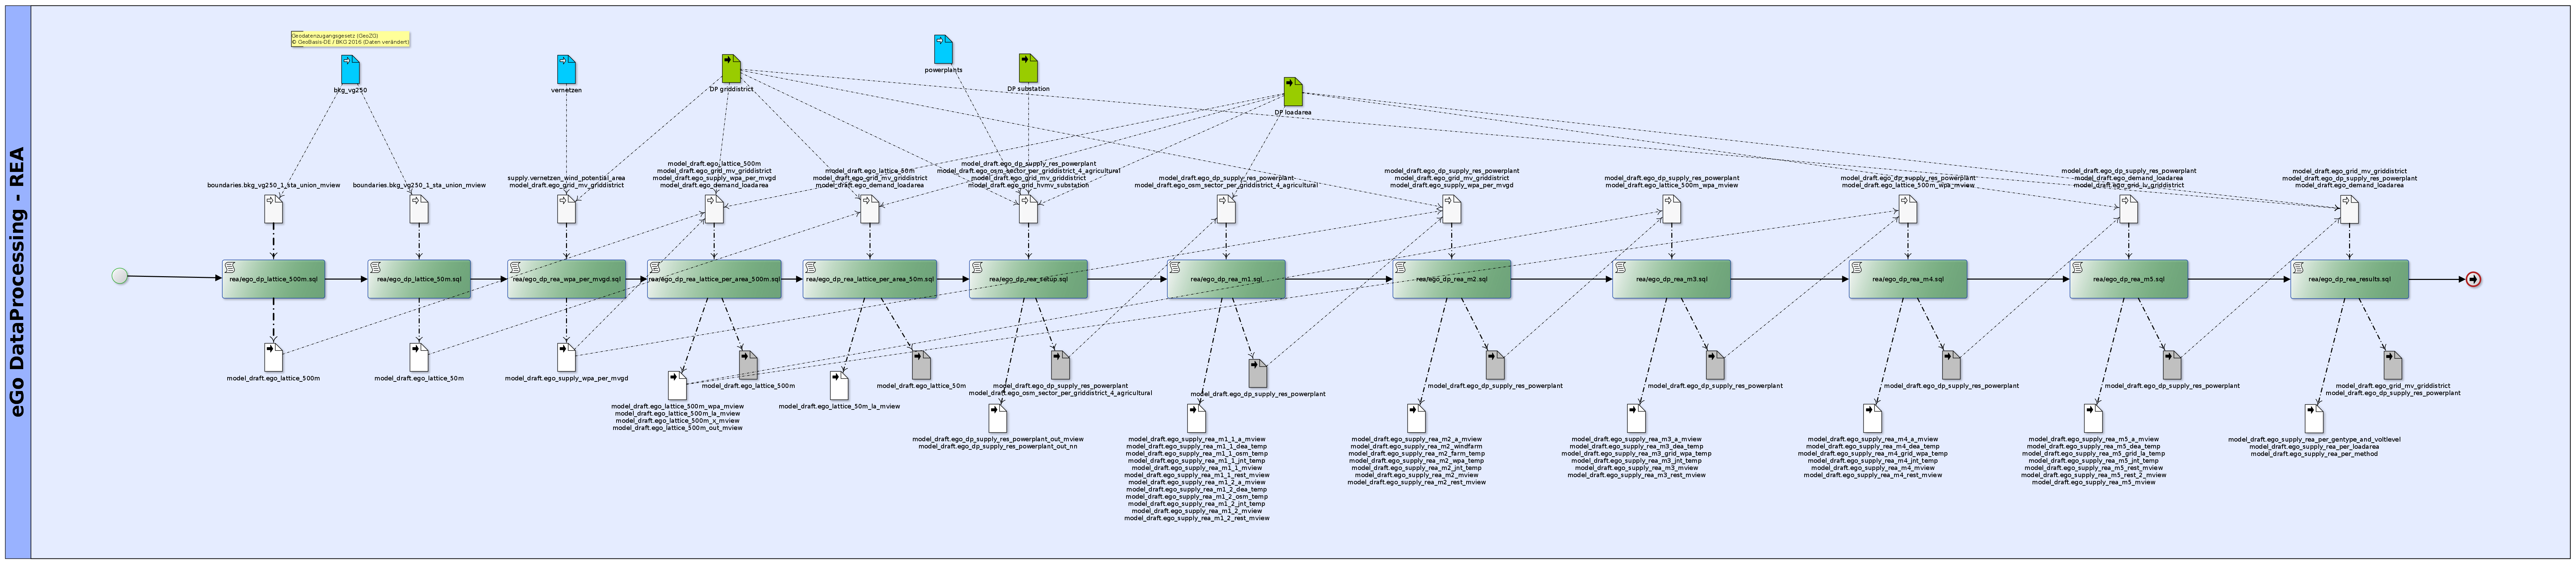 eGo DataProcessing - REA
Geodatenzugangsgesetz (GeoZG)
© GeoBasis-DE / BKG 2016 (Daten verändert)
bkg_vg250
vernetzen
DP griddistrict
powerplants
DP substation
DP loadarea
boundaries.bkg_vg250_1_sta_union_mview
boundaries.bkg_vg250_1_sta_union_mview
supply.vernetzen_wind_potential_area
model_draft.ego_grid_mv_griddistrict
model_draft.ego_lattice_500m
model_draft.ego_grid_mv_griddistrict
model_draft.ego_supply_wpa_per_mvgd
model_draft.ego_demand_loadarea
model_draft.ego_lattice_50m
model_draft.ego_grid_mv_griddistrict
model_draft.ego_demand_loadarea
model_draft.ego_dp_supply_res_powerplant
model_draft.ego_osm_sector_per_griddistrict_4_agricultural
model_draft.ego_grid_mv_griddistrict
model_draft.ego_grid_hvmv_substation
model_draft.ego_dp_supply_res_powerplant
model_draft.ego_osm_sector_per_griddistrict_4_agricultural
model_draft.ego_dp_supply_res_powerplant
model_draft.ego_grid_mv_griddistrict
model_draft.ego_supply_wpa_per_mvgd
model_draft.ego_dp_supply_res_powerplant
model_draft.ego_lattice_500m_wpa_mview
model_draft.ego_dp_supply_res_powerplant
model_draft.ego_lattice_500m_wpa_mview
model_draft.ego_dp_supply_res_powerplant
model_draft.ego_demand_loadarea
model_draft.ego_grid_lv_griddistrict
model_draft.ego_grid_mv_griddistrict
model_draft.ego_dp_supply_res_powerplant
model_draft.ego_demand_loadarea
rea/ego_dp_lattice_500m.sql
rea/ego_dp_lattice_50m.sql
rea/ego_dp_rea_wpa_per_mvgd.sql
rea/ego_dp_rea_lattice_per_area_500m.sql
rea/ego_dp_rea_lattice_per_area_50m.sql
rea/ego_dp_rea_setup.sql
rea/ego_dp_rea_m1.sql
rea/ego_dp_rea_m2.sql
rea/ego_dp_rea_m3.sql
rea/ego_dp_rea_m4.sql
rea/ego_dp_rea_m5.sql
rea/ego_dp_rea_results.sql
model_draft.ego_lattice_500m
model_draft.ego_lattice_50m
model_draft.ego_supply_wpa_per_mvgd
model_draft.ego_lattice_500m
model_draft.ego_lattice_500m_wpa_mview
model_draft.ego_lattice_500m_la_mview
model_draft.ego_lattice_500m_x_mview
model_draft.ego_lattice_500m_out_mview
model_draft.ego_lattice_50m
model_draft.ego_lattice_50m_la_mview
model_draft.ego_dp_supply_res_powerplant
model_draft.ego_osm_sector_per_griddistrict_4_agricultural
model_draft.ego_dp_supply_res_powerplant_out_mview
model_draft.ego_dp_supply_res_powerplant_out_nn
model_draft.ego_dp_supply_res_powerplant
model_draft.ego_supply_rea_m1_1_a_mview
model_draft.ego_supply_rea_m1_1_dea_temp
model_draft.ego_supply_rea_m1_1_osm_temp
model_draft.ego_supply_rea_m1_1_jnt_temp
model_draft.ego_supply_rea_m1_1_mview
model_draft.ego_supply_rea_m1_1_rest_mview
model_draft.ego_supply_rea_m1_2_a_mview
model_draft.ego_supply_rea_m1_2_dea_temp
model_draft.ego_supply_rea_m1_2_osm_temp
model_draft.ego_supply_rea_m1_2_jnt_temp
model_draft.ego_supply_rea_m1_2_mview
model_draft.ego_supply_rea_m1_2_rest_mview
model_draft.ego_dp_supply_res_powerplant
model_draft.ego_supply_rea_m2_a_mview
model_draft.ego_supply_rea_m2_windfarm
model_draft.ego_supply_rea_m2_farm_temp
model_draft.ego_supply_rea_m2_wpa_temp
model_draft.ego_supply_rea_m2_jnt_temp
model_draft.ego_supply_rea_m2_mview
model_draft.ego_supply_rea_m2_rest_mview
model_draft.ego_dp_supply_res_powerplant
model_draft.ego_supply_rea_m3_a_mview
model_draft.ego_supply_rea_m3_dea_temp
model_draft.ego_supply_rea_m3_grid_wpa_temp
model_draft.ego_supply_rea_m3_jnt_temp
model_draft.ego_supply_rea_m3_mview
model_draft.ego_supply_rea_m3_rest_mview
model_draft.ego_dp_supply_res_powerplant
model_draft.ego_supply_rea_m4_a_mview
model_draft.ego_supply_rea_m4_dea_temp
model_draft.ego_supply_rea_m4_grid_wpa_temp
model_draft.ego_supply_rea_m4_jnt_temp
model_draft.ego_supply_rea_m4_mview
model_draft.ego_supply_rea_m4_rest_mview
model_draft.ego_dp_supply_res_powerplant
model_draft.ego_supply_rea_m5_a_mview
model_draft.ego_supply_rea_m5_dea_temp
model_draft.ego_supply_rea_m5_grid_la_temp
model_draft.ego_supply_rea_m5_jnt_temp
model_draft.ego_supply_rea_m5_rest_mview
model_draft.ego_supply_rea_m5_rest_2_mview
model_draft.ego_supply_rea_m5_mview
model_draft.ego_grid_mv_griddistrict
model_draft.ego_dp_supply_res_powerplant
model_draft.ego_supply_rea_per_gentype_and_voltlevel
model_draft.ego_supply_rea_per_loadarea
model_draft.ego_supply_rea_per_method